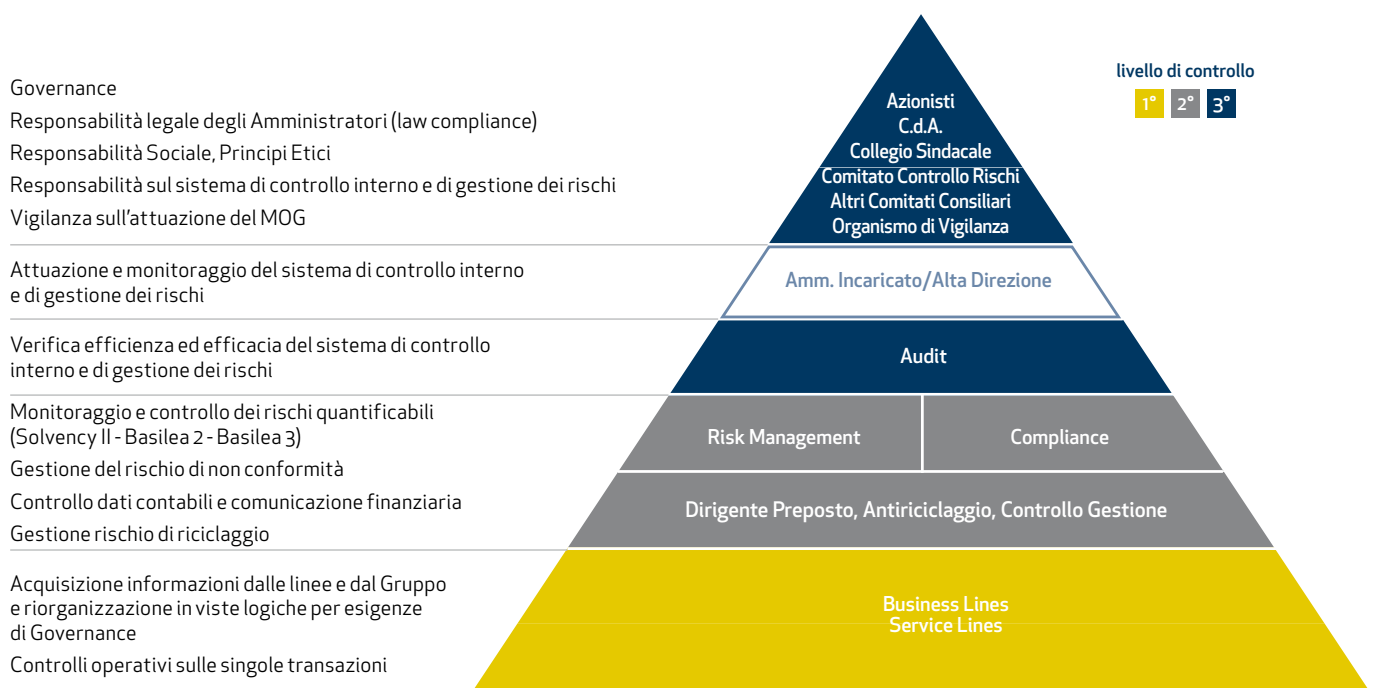 livello di controllo
1° 2° 3°
Governance
Responsabilità legale degli Amministratori (law compliance)
Responsabilità Sociale, Principi Etici
Responsabilità sul sistema di controllo interno e di gestione dei rischi
Vigilanza sull'attuazione del MOG
Azionisti
C.d.A.
Collegio Sindacale
Comitato Controllo Rischi
Altri Comitati Consiliari
Organismo di Vigilanza
Attuazione e monitoraggio del sistema di controllo interno
e di gestione dei rischi
Amm. Incaricato/Alta Direzione
Verifica efficienza ed efficacia del sistema di controllo
interno e di gestione dei rischi
Audit
Monitoraggio e controllo dei rischi quantificabili
(Solvency II - Basilea 2 - Basilea 3)
Gestione del rischio di non conformità
Controllo dati contabili e comunicazione finanziaria
Gestione rischio di riciclaggio
Risk Management
Compliance
Dirigente Preposto, Antiriciclaggio, Controllo Gestione
Acquisizione informazioni dalle linee e dal Gruppo
e riorganizzazione in viste logiche per esigenze
di Governance
Controlli operativi sulle singole transazioni
Business Lines
Service Lines